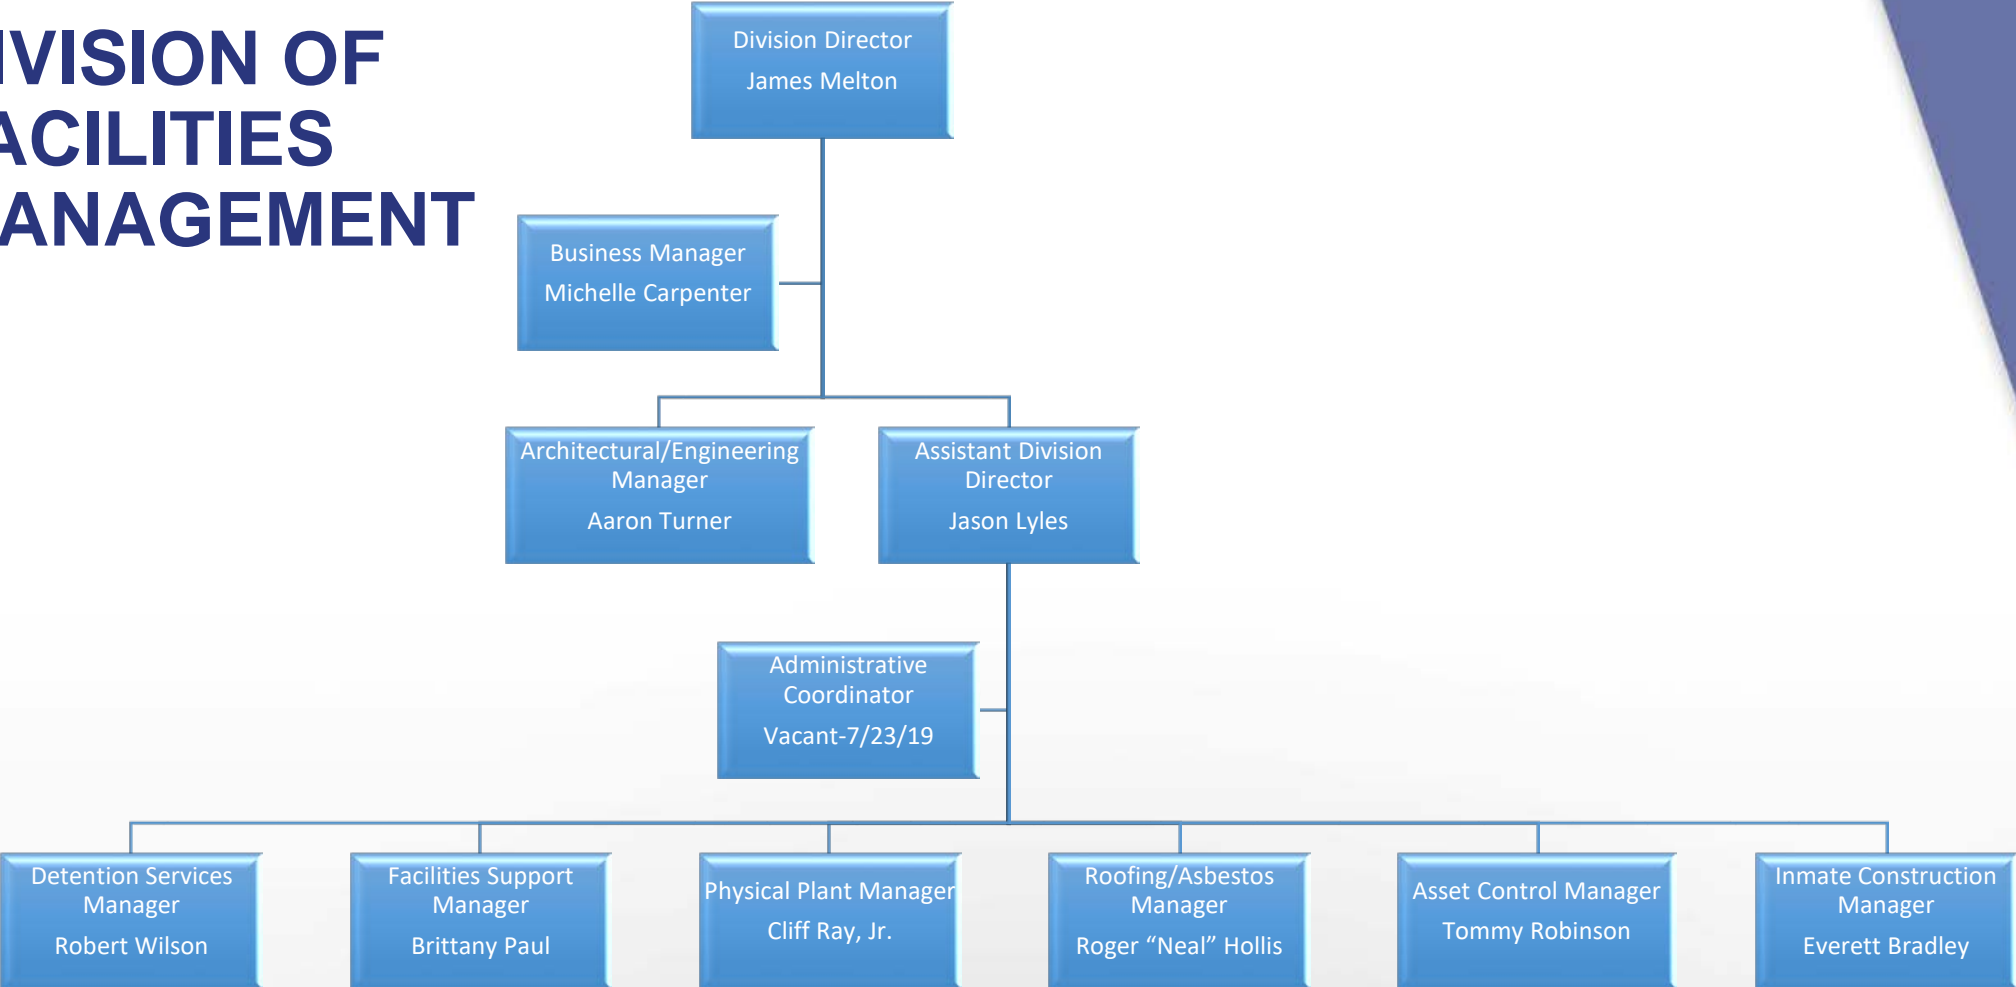 IVISION OF
ACILITIES
ANAGEMENT
Division Director
James Melton
Business Manager
Michelle Carpenter
Architectural/Engineering
Manager
Aaron Turner
Assistant Division
Director
Jason Lyles
Administrative
Coordinator
Vacant-7/23/19
Detention Services
Manager
Robert Wilson
Facilities Support
Manager
Brittany Paul
Physical Plant Manager
Cliff Ray, Jr.
Roofing/Asbestos
Manager
Roger “Neal” Hollis
Asset Control Manager
Tommy Robinson
Inmate Construction
Manager
Everett Bradley